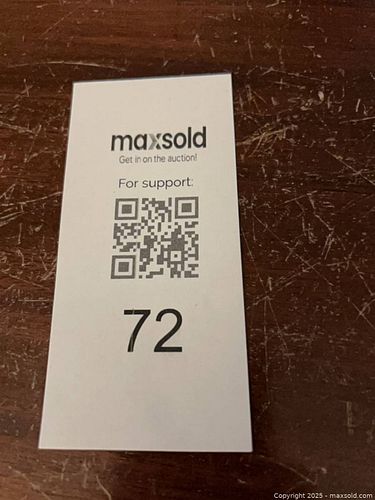 maxsold
Get in on the auction!
For support:
72
Copyright 2025 - maxsold.com